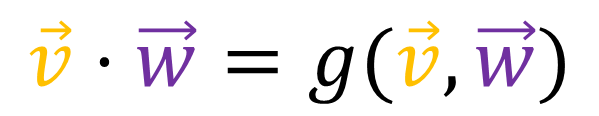 v⃗ · w⃗ = g(v⃗, w⃗)